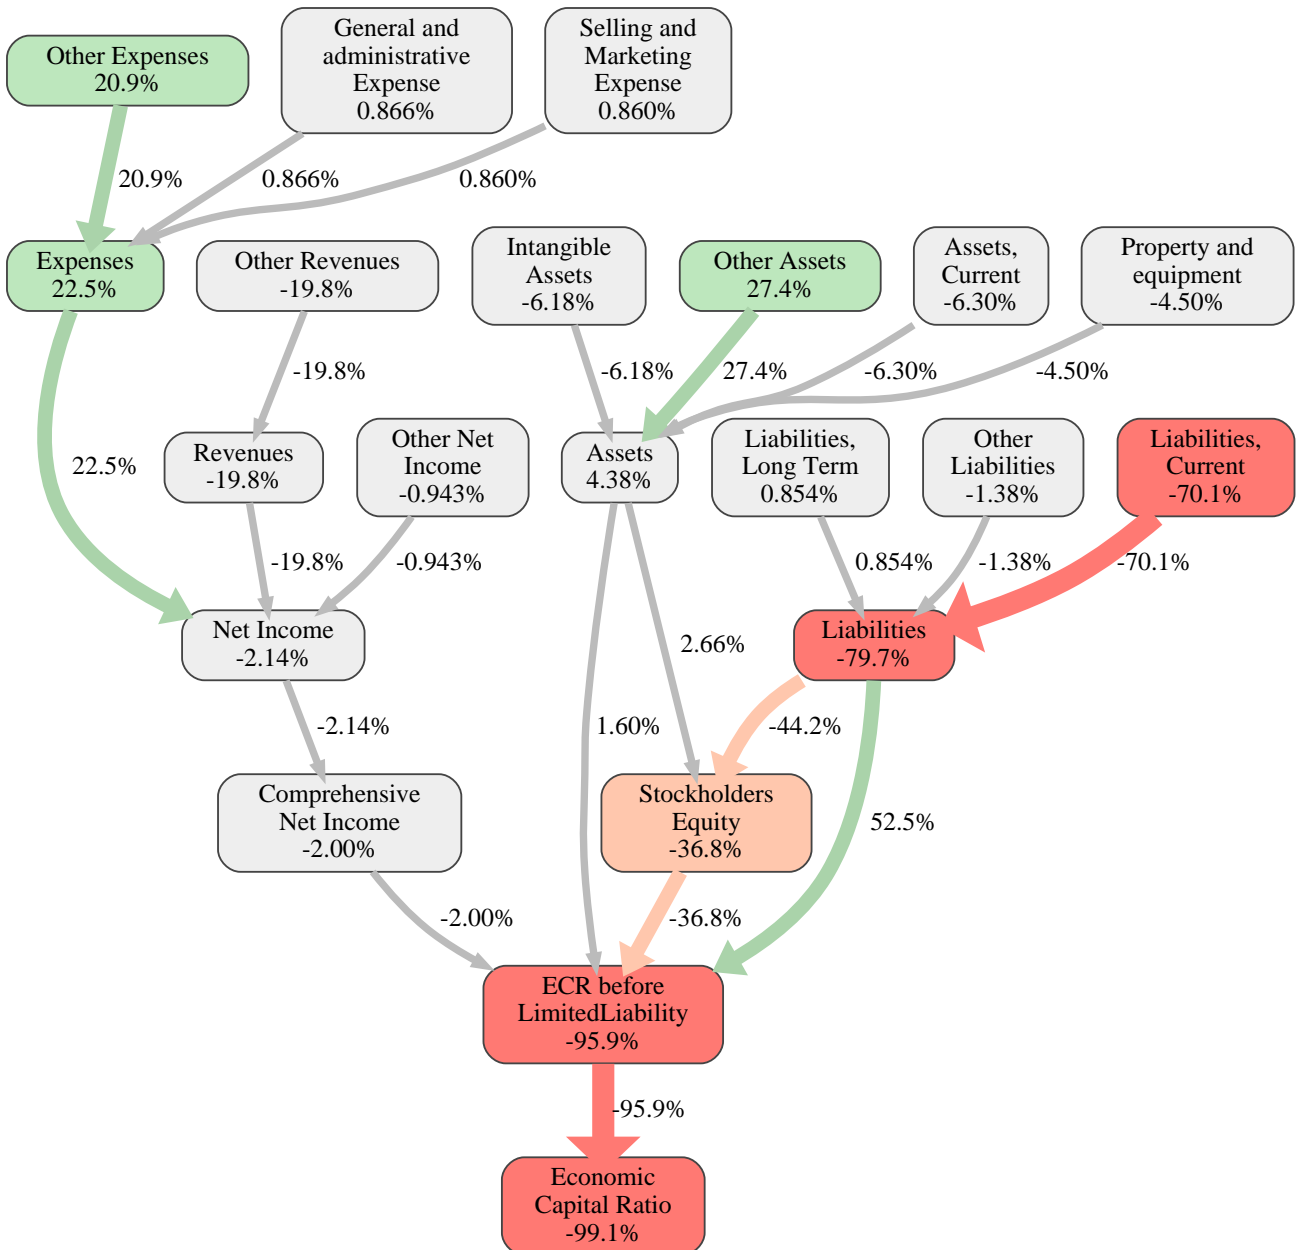 Other Expenses
20.9%
General and
administrative
Expense
0.866%
Selling and
Marketing
Expense
0.860%
20.9%
0.866%
0.860%
Expenses
22.5%
Other Revenues
-19.8%
Intangible
Assets
-6.18%
Other Assets
27.4%
Assets,
Current
-6.30%
Property and
equipment
-4.50%
-19.8%
-6.18%
27.4%
-6.30%
-4.50%
22.5%
Revenues
-19.8%
Other Net
Income
-0.943%
Assets
4.38%
Liabilities,
Long Term
0.854%
Other
Liabilities
-1.38%
Liabilities,
Current
-70.1%
-19.8%
-0.943%
0.854%
-1.38%
-70.1%
Net Income
-2.14%
2.66%
Liabilities
-79.7%
-2.14%
1.60%
-44.2%
Comprehensive
Net Income
-2.00%
Stockholders
Equity
-36.8%
52.5%
-2.00%
-36.8%
ECR before
LimitedLiability
-95.9%
-95.9%
Economic
Capital Ratio
-99.1%